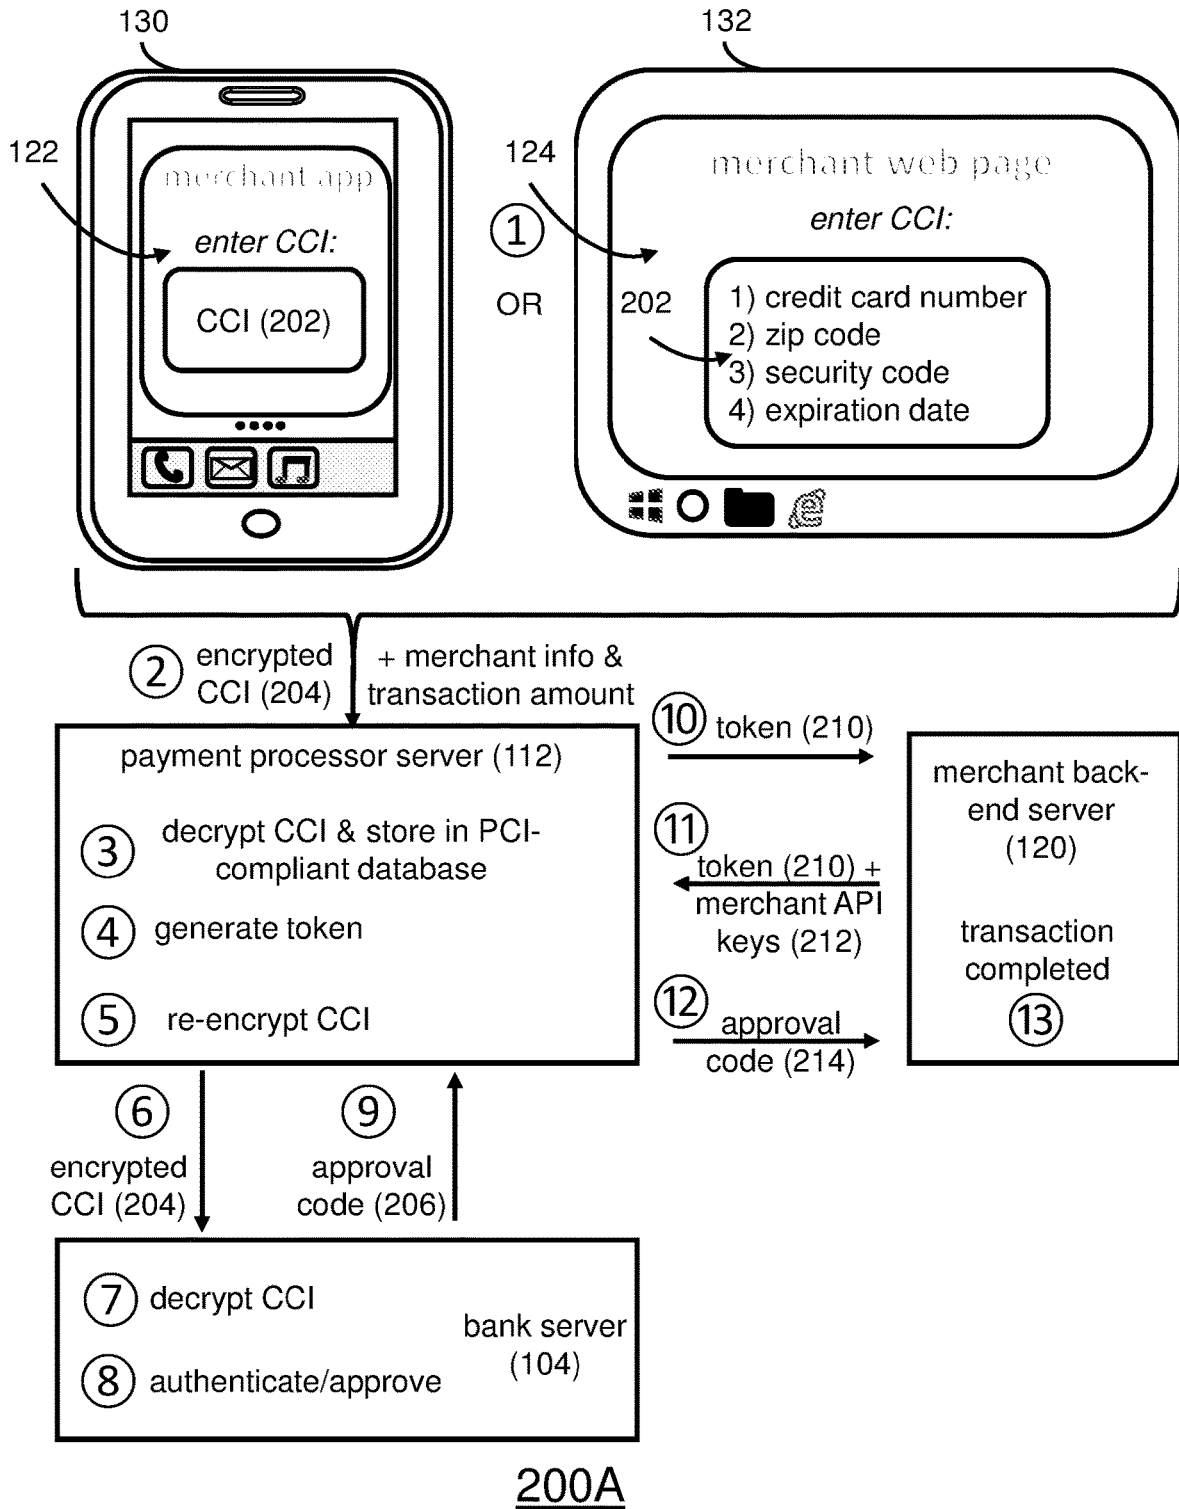 130
132
122
124
merchant app
enter CCI:
CCI (202)
1
OR
merchant web page
enter CCI:
202
1) credit card number
2) zip code
3) security code
4) expiration date
2
encrypted
CCI (204)
+ merchant info &
transaction amount
payment processor server (112)
3
decrypt CCI & store in PCI-
compliant database
4
generate token
5
re-encrypt CCI
10
token (210)
11
token (210) +
merchant API
keys (212)
12
approval
code (214)
merchant back-
end server
(120)
transaction
completed
13
6
encrypted
CCI (204)
9
approval
code (206)
7
decrypt CCI
8
authenticate/approve
bank server
(104)
200A